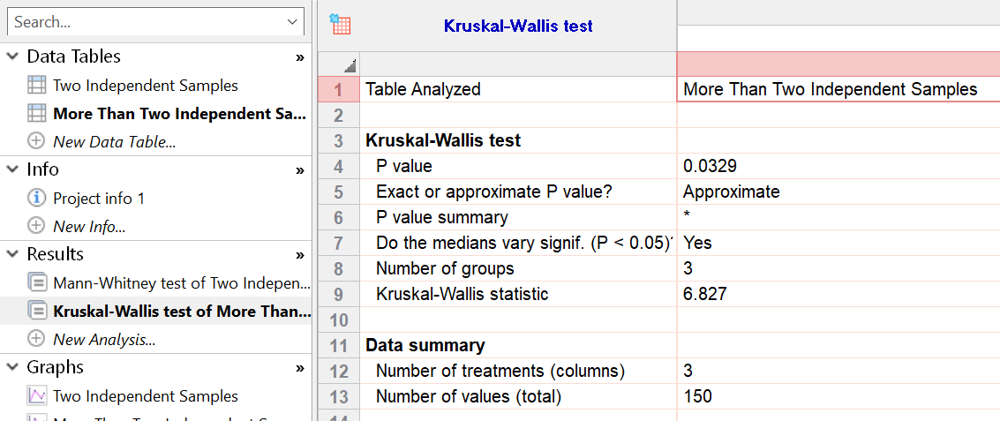 Search...
Data Tables »
Two Independent Samples
More Than Two Independent Sa...
New Data Table...
Info »
Project info 1
New Info...
Results »
Mann-Whitney test of Two Indepen...
Kruskal-Wallis test of More Than...
New Analysis...
Graphs »
Two Independent Samples
Kruskal-Wallis test
1 Table Analyzed More Than Two Independent Samples
2
3 Kruskal-Wallis test
4 P value 0.0329
5 Exact or approximate P value? Approximate
6 P value summary *
7 Do the medians vary signif. (P < 0.05)? Yes
8 Number of groups 3
9 Kruskal-Wallis statistic 6.827
10
11 Data summary
12 Number of treatments (columns) 3
13 Number of values (total) 150